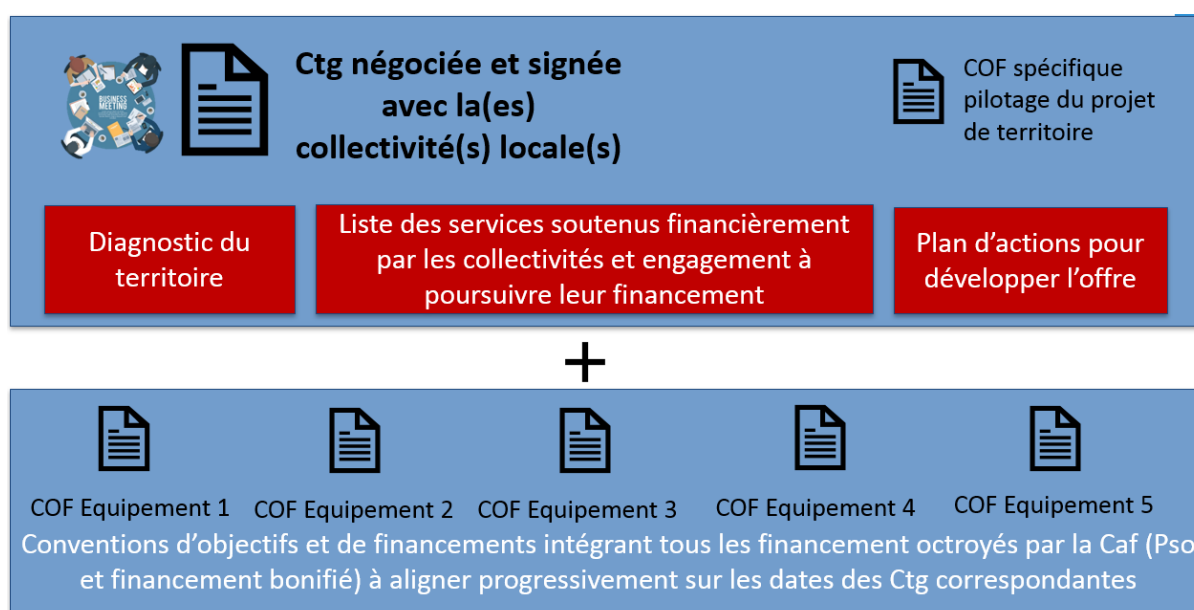 BUSINESS
MEETING
Ctg négociée et signée
avec la(es)
collectivité(s) locale(s)
COF spécifique
pilotage du projet
de territoire
Diagnostic du
territoire
Liste des services soutenus financièrement
par les collectivités et engagement à
poursuivre leur financement
Plan d’actions pour
développer l’offre
+
COF Equipement 1
COF Equipement 2
COF Equipement 3
COF Equipement 4
COF Equipement 5
Conventions d’objectifs et de financements intégrant tous les financement octroyés par la Caf (Pso
et financement bonifié) à aligner progressivement sur les dates des Ctg correspondantes